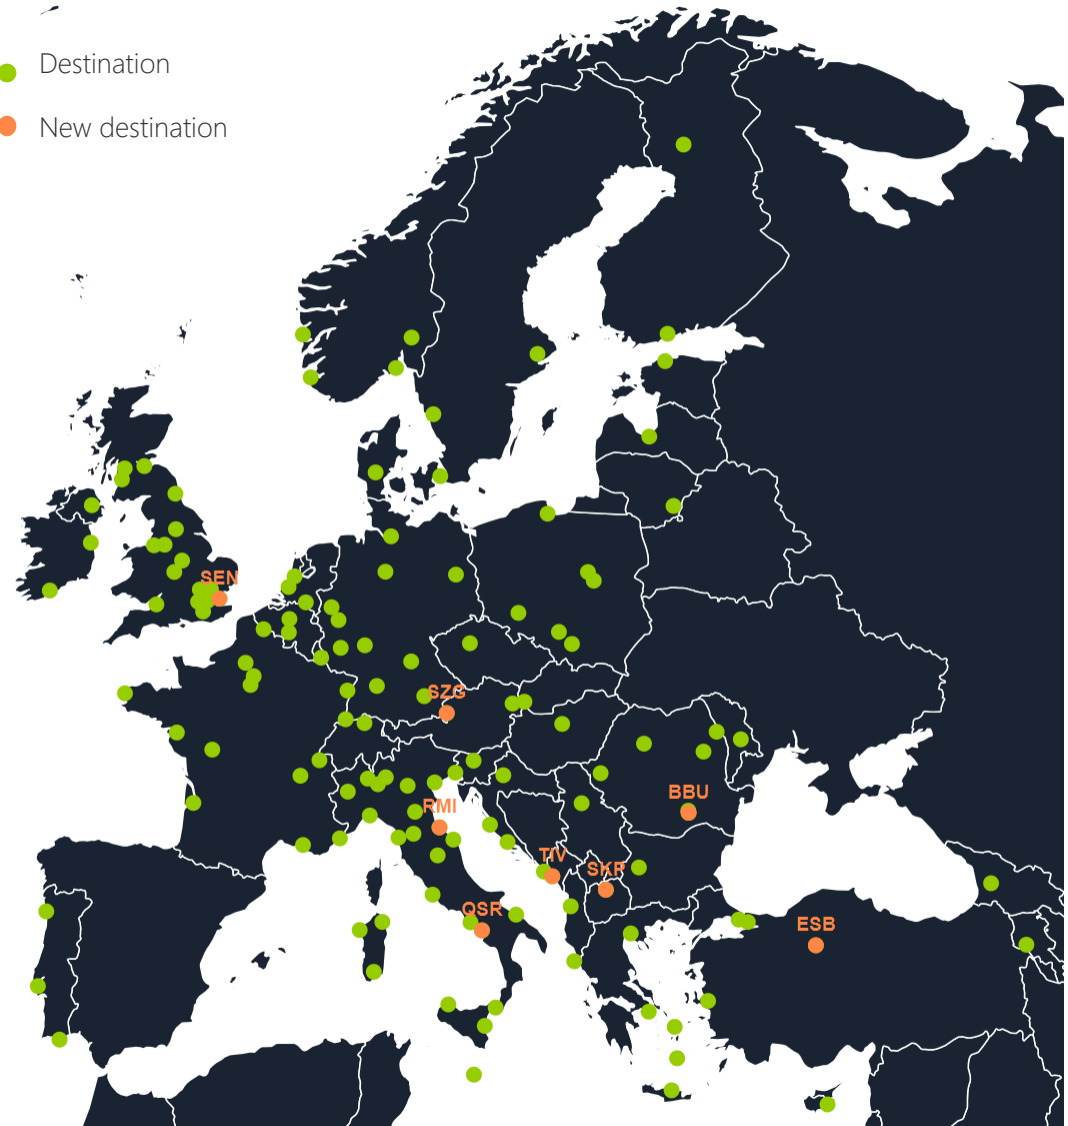 Destination
New destination
SEN
SZG
BBU
RMI
TIV
SKP
QSR
ESB